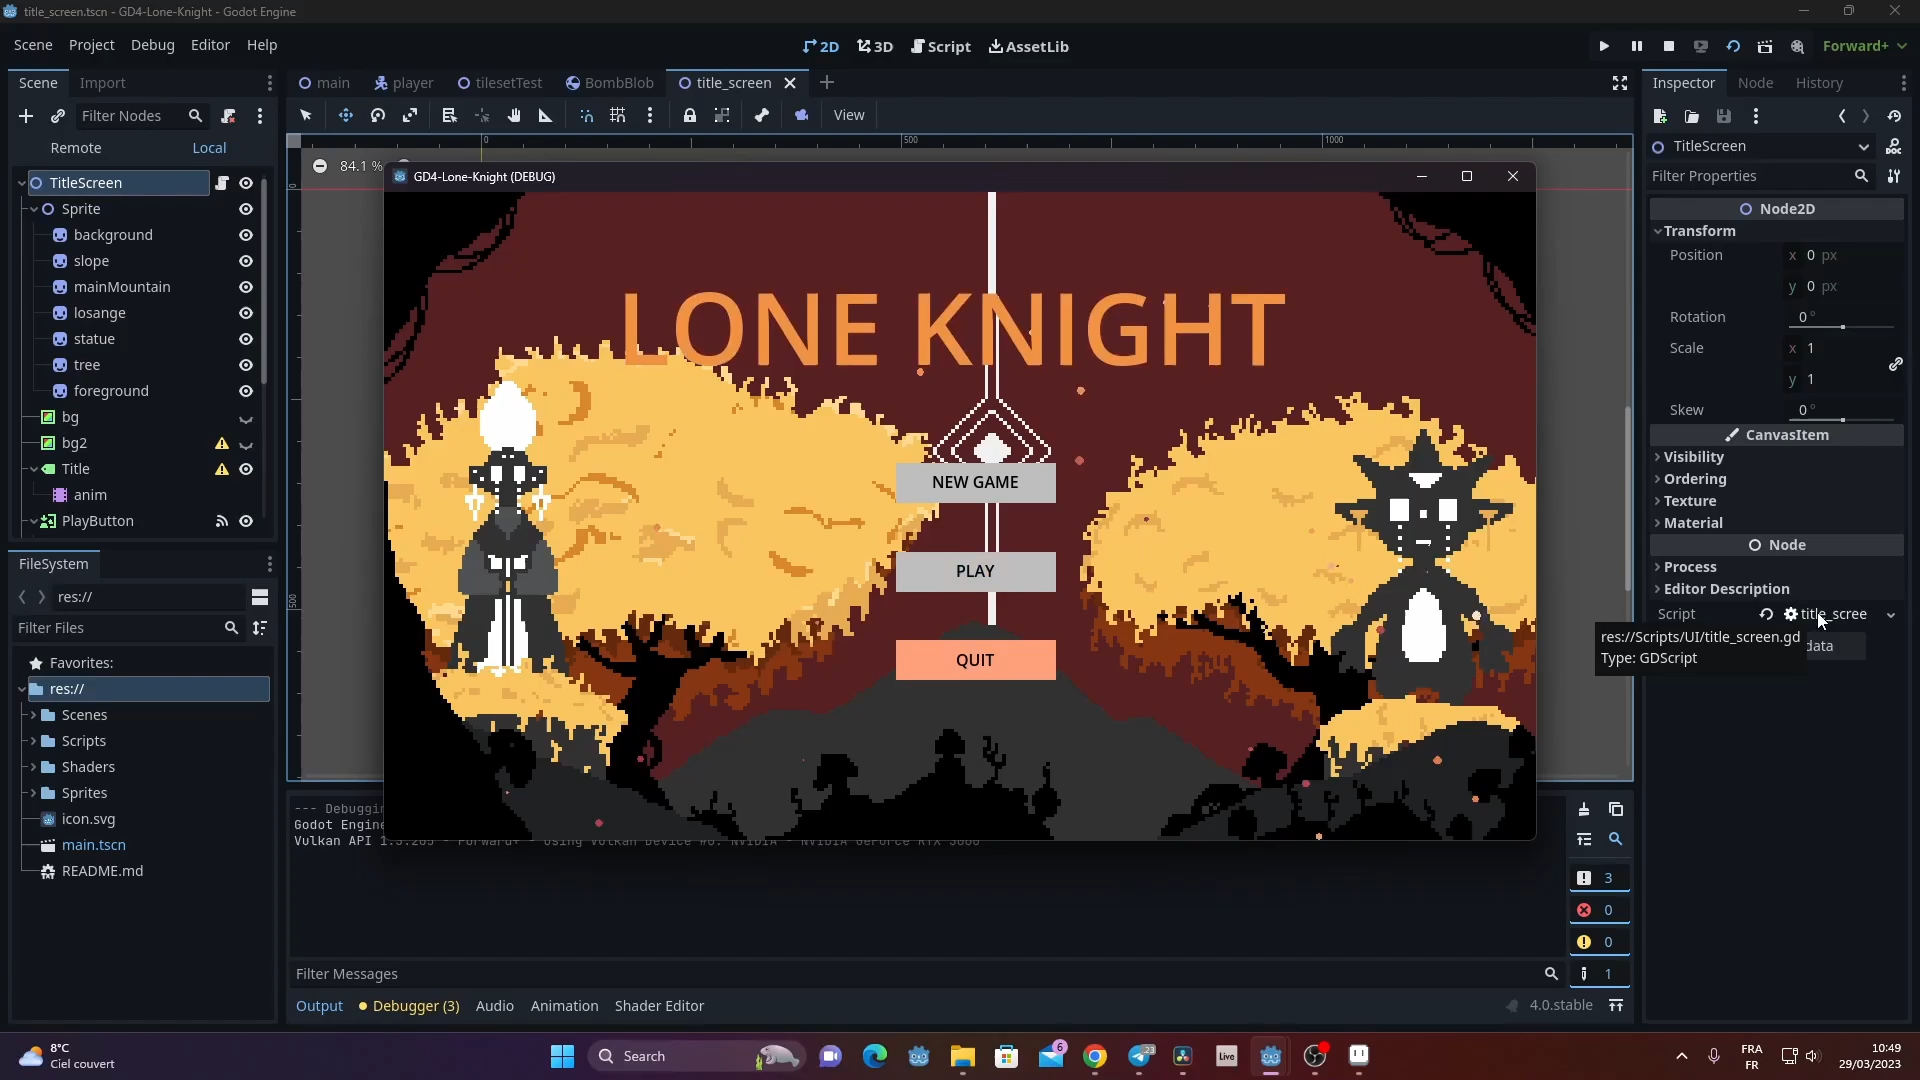 title_screen.tscn - GD4-Lone-Knight - Godot Engine
Scene Project Debug Editor Help
2D 3D Script AssetLib
Forward+
Scene Import
main player tilesetTest BombBlob title_screen
Inspector Node History
Filter Nodes
View
Remote Local
84.1 %
0 500 1000
0
500
TitleScreen
Sprite
background
slope
mainMountain
losange
statue
tree
foreground
bg
bg2
Title
anim
PlayButton
GD4-Lone-Knight (DEBUG)
LONE KNIGHT
NEW GAME
PLAY
QUIT
TitleScreen
Filter Properties
Node2D
Transform
Position x 0 px
y 0 px
Rotation 0 °
Scale x 1
y 1
Skew 0 °
CanvasItem
Visibility
Ordering
Texture
Material
Node
Process
Editor Description
Script title_scree
res://Scripts/UI/title_screen.gd
Type: GDScript
data
FileSystem
res://
Filter Files
Favorites:
res://
Scenes
Scripts
Shaders
Sprites
icon.svg
main.tscn
README.md
--- Debuggin
Godot Engine
Vulkan API
3
0
0
1
Filter Messages
Output Debugger (3) Audio Animation Shader Editor
4.0.stable
8°C
Ciel couvert
Search
6
23
Live
FRA
FR
10:49
29/03/2023